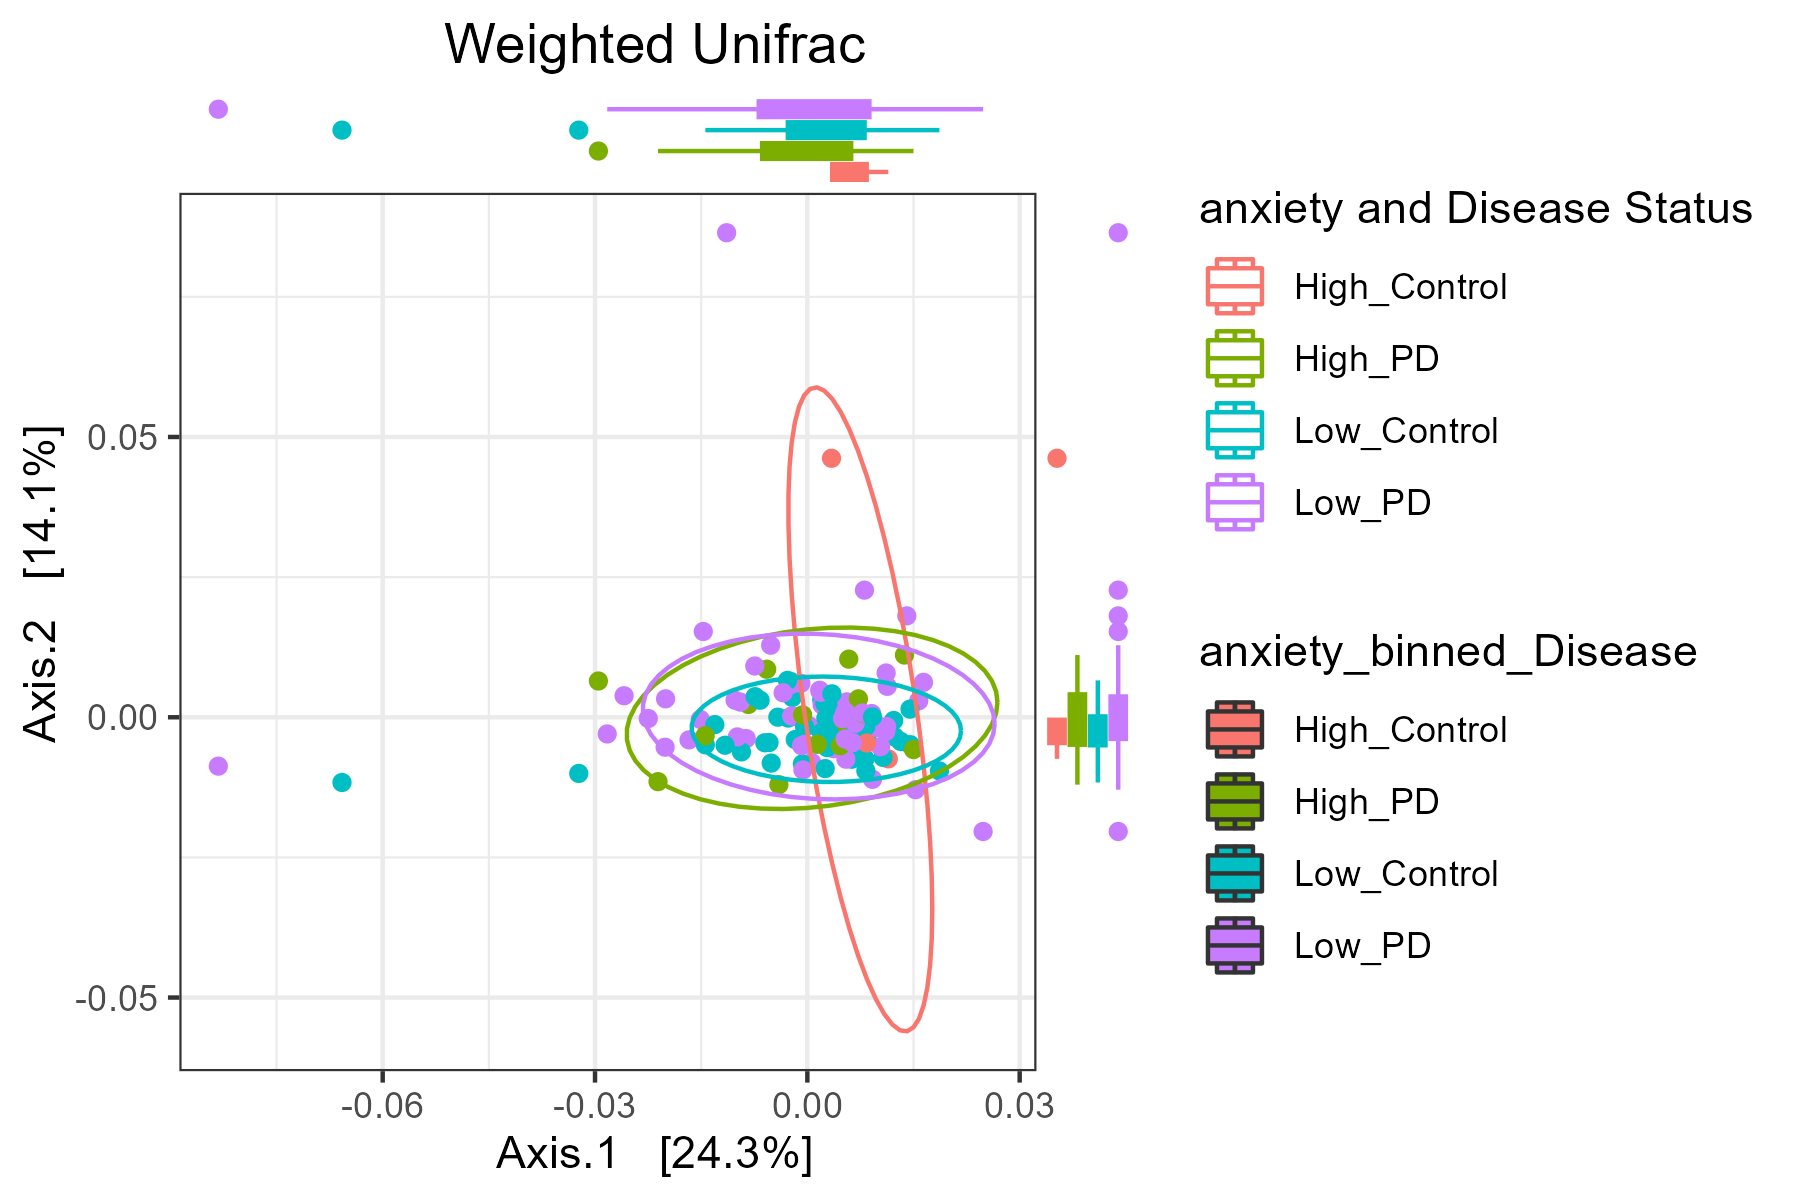 Weighted Unifrac
anxiety and Disease Status
High_Control
High_PD
Low_Control
Low_PD
anxiety_binned_Disease
High_Control
High_PD
Low_Control
Low_PD
Axis.2 [14.1%]
0.05
0.00
-0.05
-0.06
-0.03
0.00
0.03
Axis.1 [24.3%]